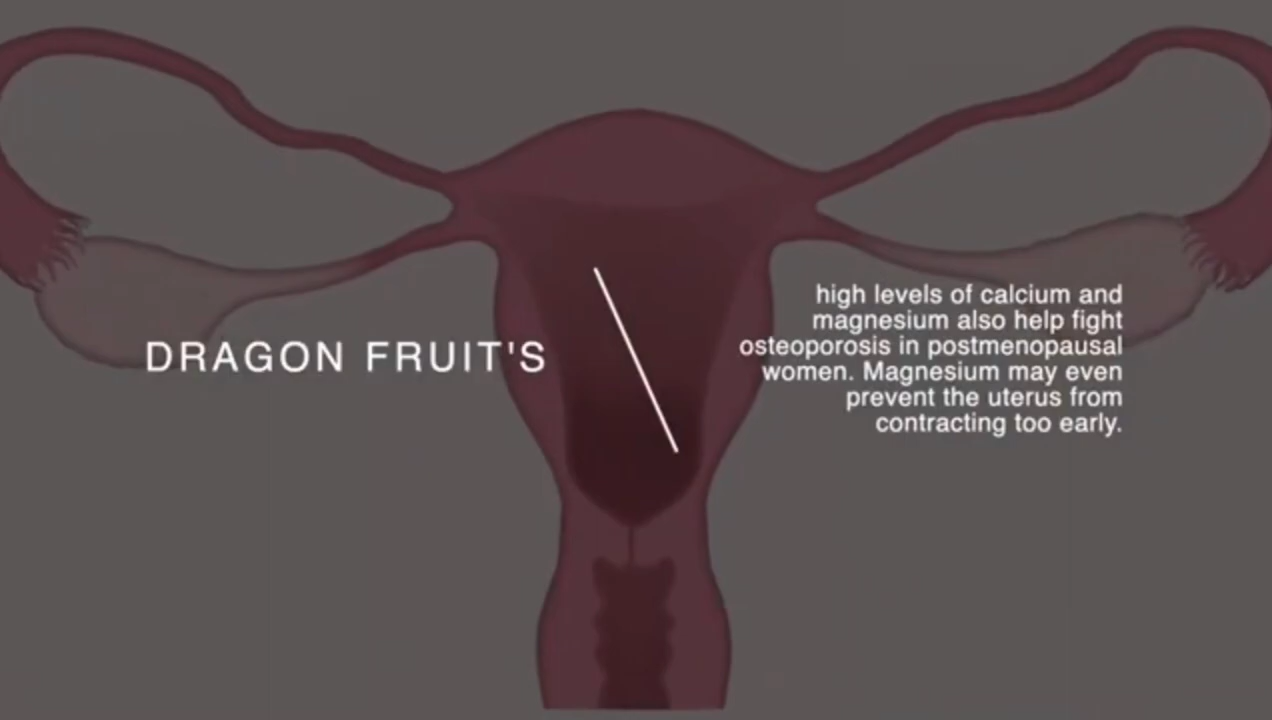 DRAGON FRUIT'S
high levels of calcium and
magnesium also help fight
osteoporosis in postmenopausal
women. Magnesium may even
prevent the uterus from
contracting too early.